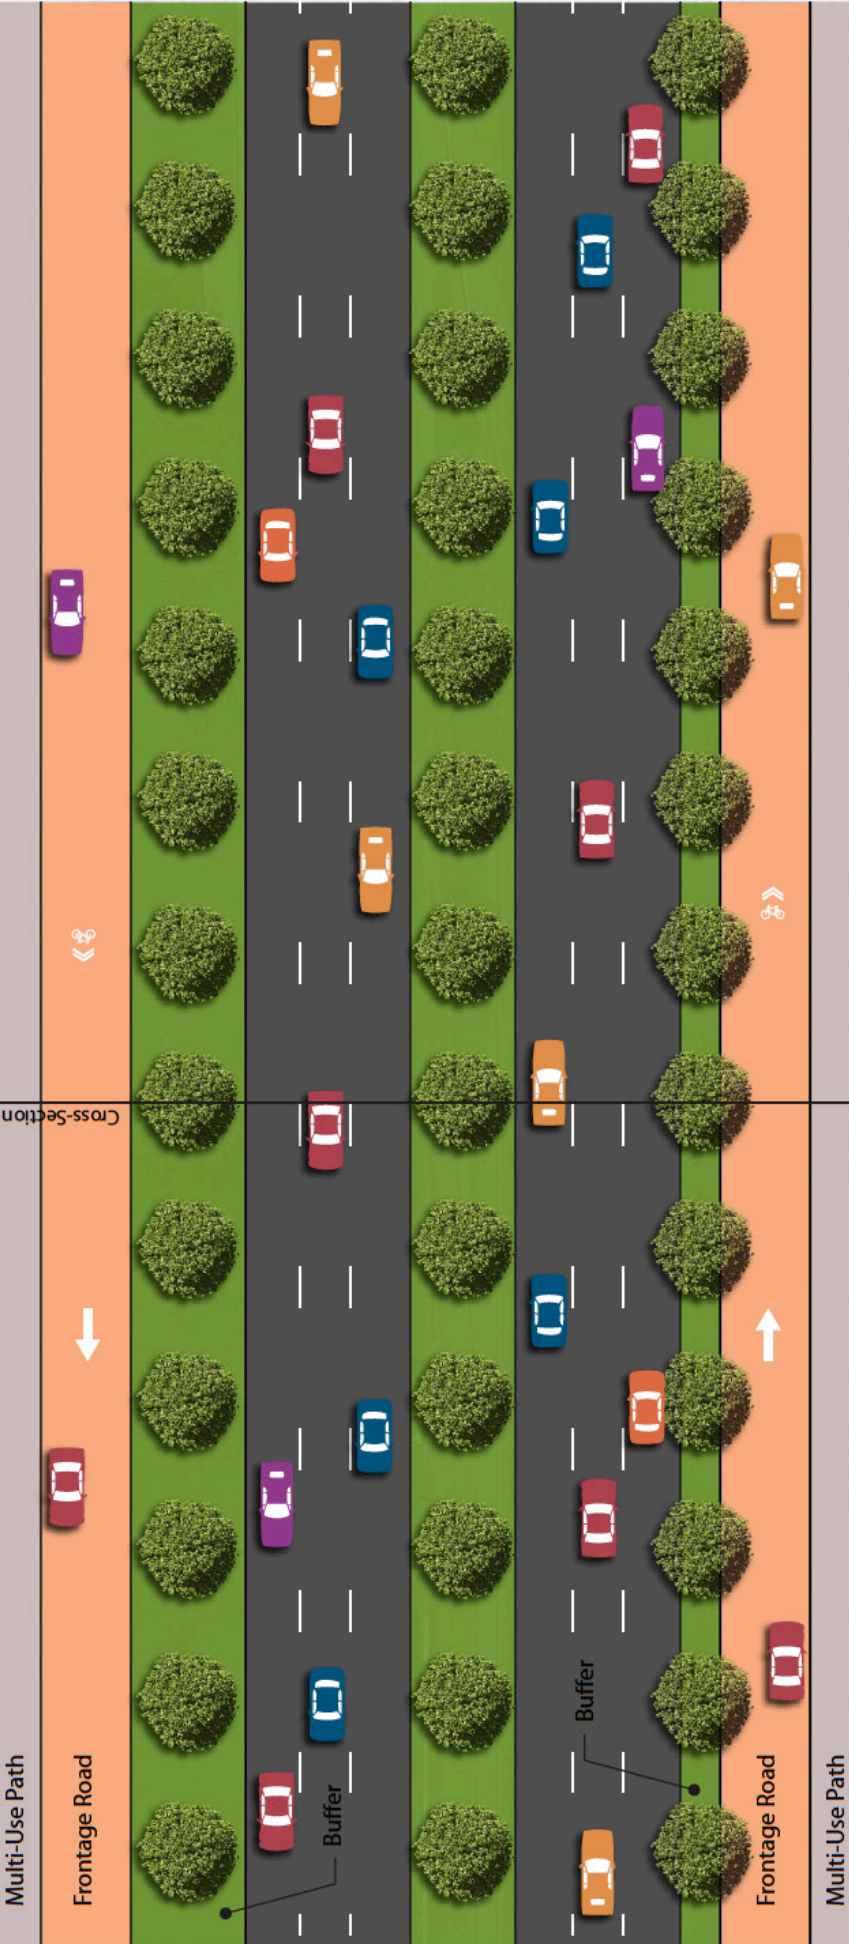 Cross-Section
Buffer
Buffer
Multi-Use Path
Frontage Road
Frontage Road
Multi-Use Path